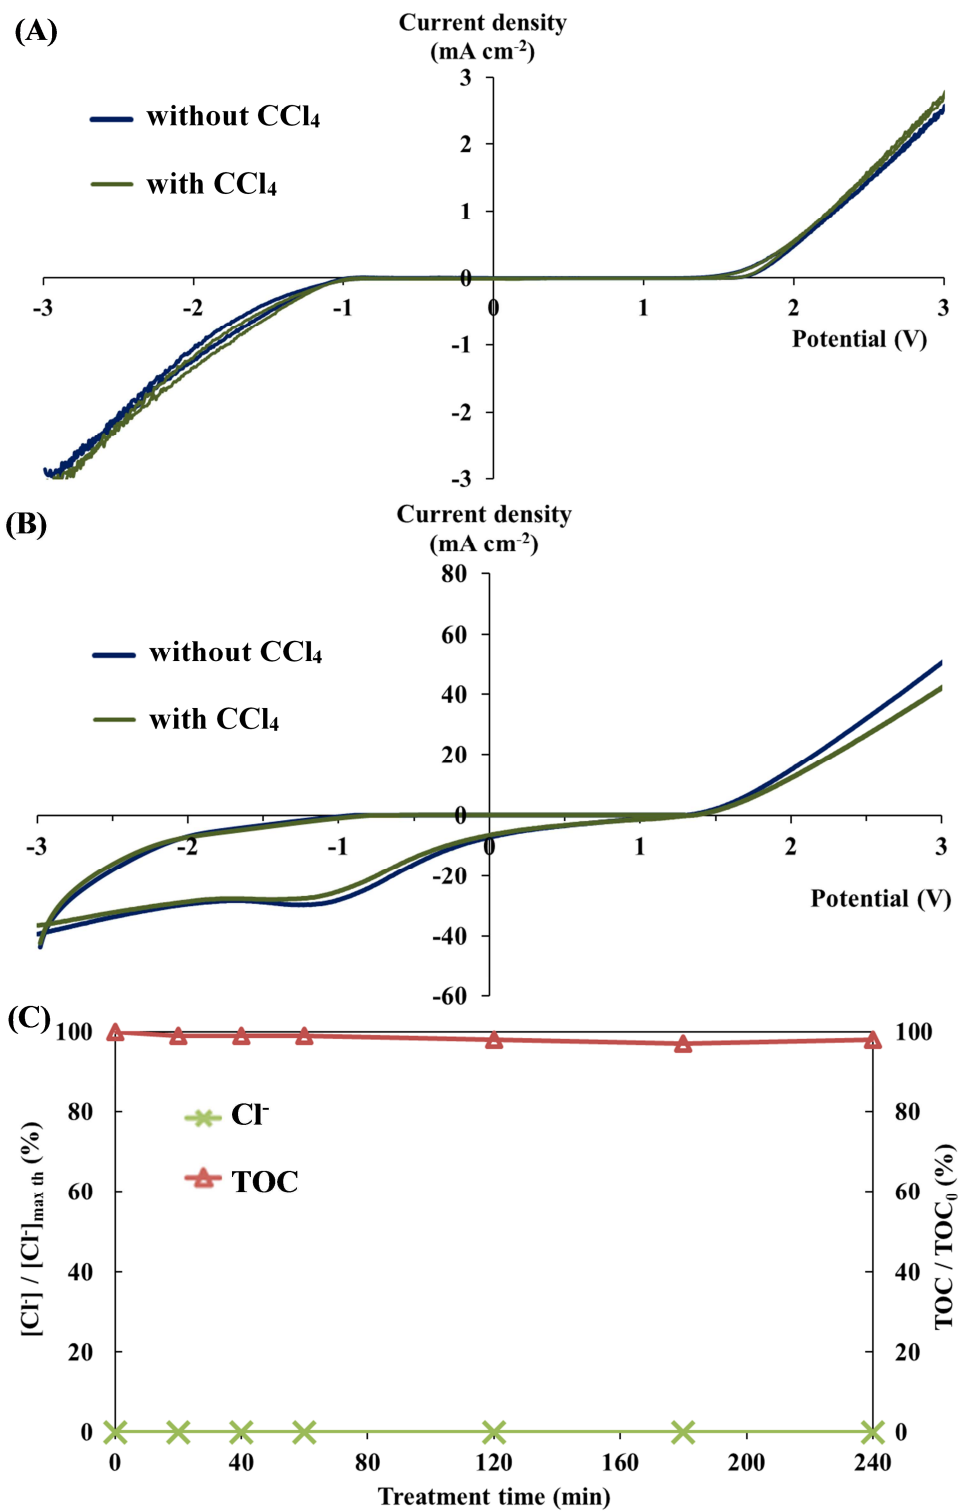 (A)
Current density
(mA cm⁻²)
without CCl₄
with CCl₄
3
2
1
0
-1
-2
-3
-3 -2 -1 0 1 2 3
Potential (V)
(B)
Current density
(mA cm⁻²)
without CCl₄
with CCl₄
80
60
40
20
0
-20
-40
-60
-3 -2 -1 0 1 2 3
Potential (V)
(C)
[Cl⁻] / [Cl⁻]max th (%)
100
80
60
40
20
0
Cl⁻
TOC
100
80
60
40
20
0
TOC / TOC₀ (%)
0 40 80 120 160 200 240
Treatment time (min)